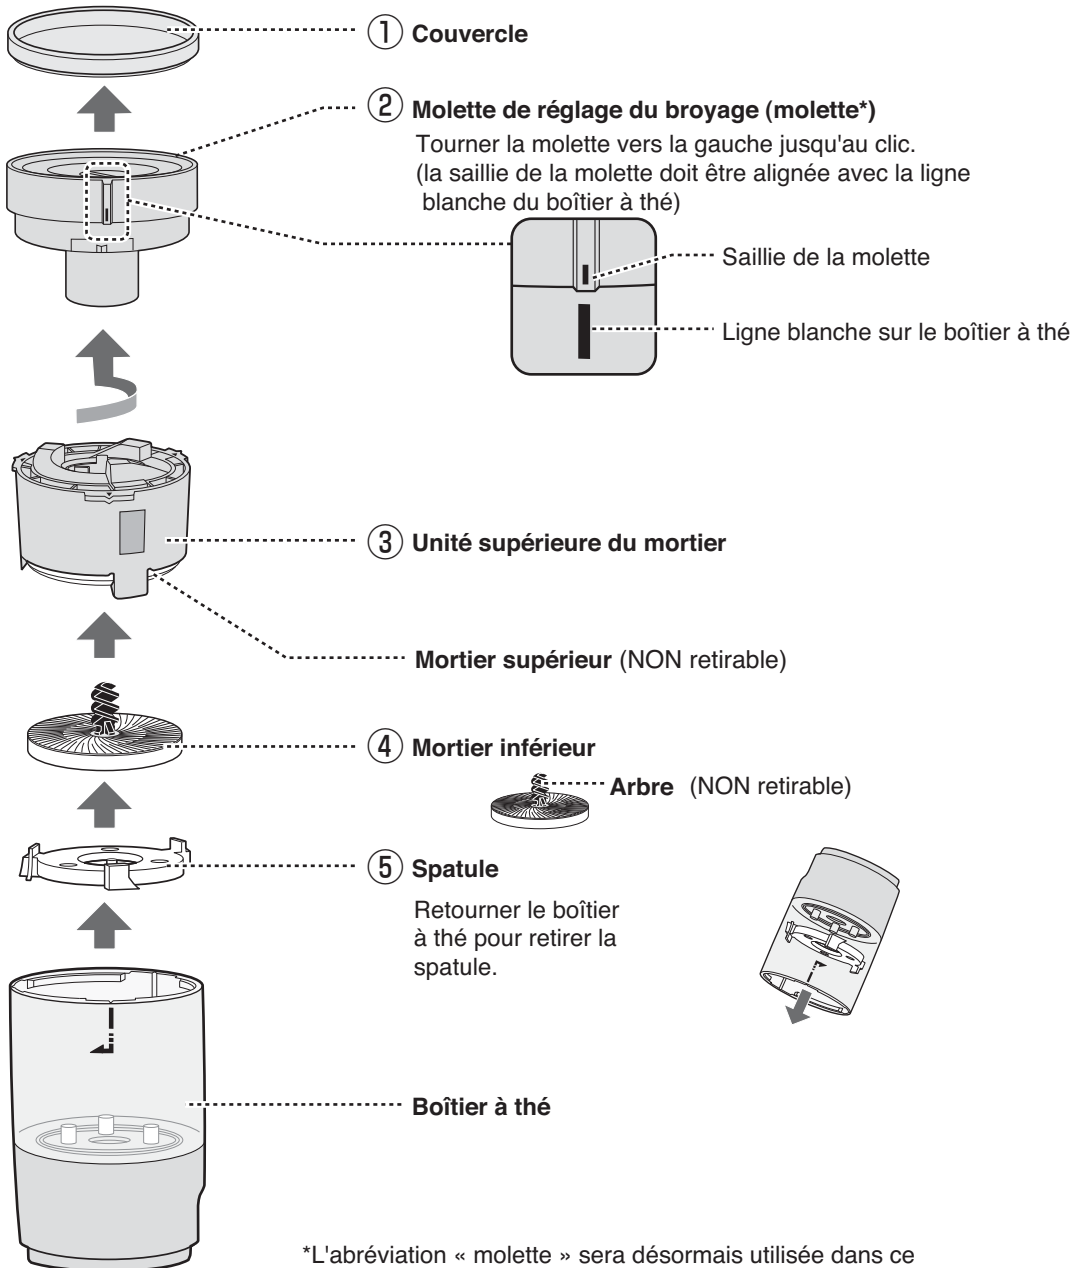 ① Couvercle
② Molette de réglage du broyage (molette*)
Tourner la molette vers la gauche jusqu'au clic.
(la saillie de la molette doit être alignée avec la ligne
blanche du boîtier à thé)
Saillie de la molette
Ligne blanche sur le boîtier à thé
③ Unité supérieure du mortier
Mortier supérieur (NON retirable)
④ Mortier inférieur
Arbre (NON retirable)
⑤ Spatule
Retourner le boîtier
à thé pour retirer la
spatule.
Boîtier à thé
*L'abréviation « molette » sera désormais utilisée dans ce